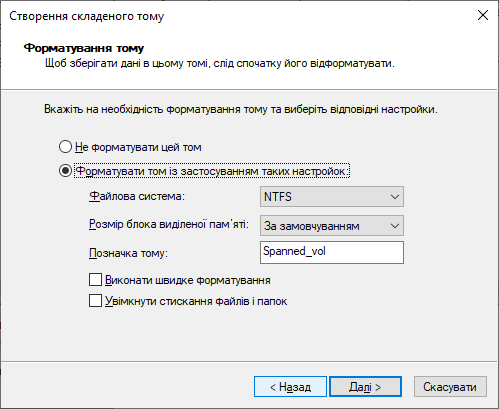 Створення складеного тому
Форматування тому
Щоб зберігати дані в цьому томі, слід спочатку його відформатувати.
Вкажіть на необхідність форматування тому та виберіть відповідні настройки.
Не форматувати цей том
Форматувати том із застосуванням таких настройок:
Файлова система:
NTFS
Розмір блока виділеної пам'яті:
За замовчуванням
Позначка тому:
Spanned_vol
Виконати швидке форматування
Увімкнути стискання файлів і папок
< Назад
Далі >
Скасувати